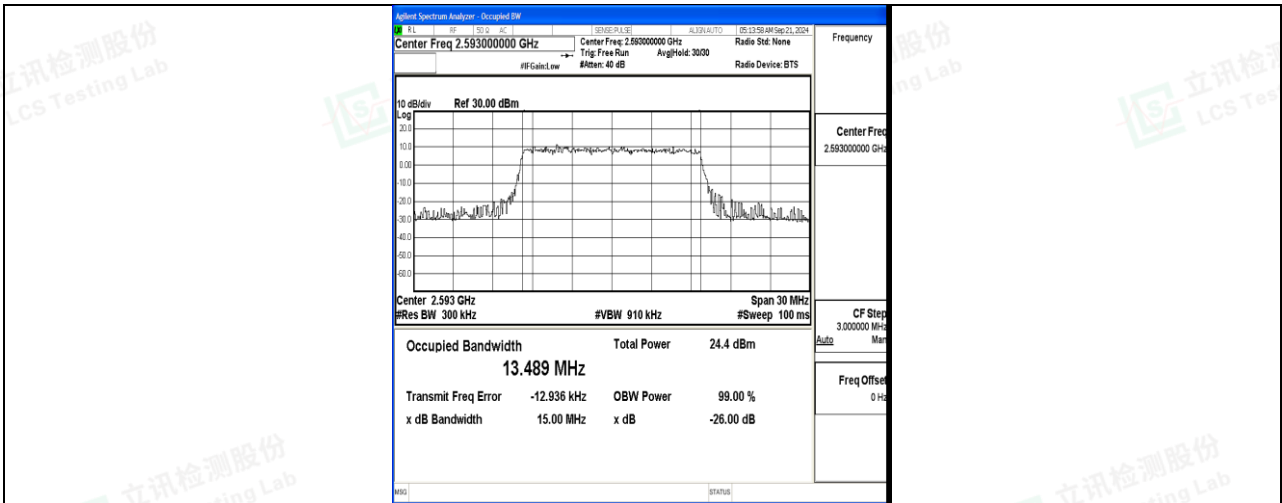 Agilent Spectrum Analyzer - Occupied BW
LXI RL RF 50 Ω AC SENSE:PULSE ALIGN AUTO 05:13:58 AM Sep 21, 2024
Center Freq 2.593000000 GHz
Center Freq: 2.593000000 GHz
Radio Std: None
Trig: Free Run Avg|Hold: 30/30
#IFGain:Low #Atten: 40 dB Radio Device: BTS
10 dB/div Ref 30.00 dBm
Log
20.0
10.0
0.00
-10.0
-20.0
-30.0
-40.0
-50.0
-60.0
Center 2.593 GHz Span 30 MHz
#Res BW 300 kHz #VBW 910 kHz #Sweep 100 ms
Occupied Bandwidth Total Power 24.4 dBm
13.489 MHz
Transmit Freq Error -12.936 kHz OBW Power 99.00 %
x dB Bandwidth 15.00 MHz x dB -26.00 dB
MSG STATUS
Frequency
Center Freq
2.593000000 GHz
CF Step
3.000000 MHz
Auto Man
Freq Offset
0 Hz
立讯检测股份
LCS Testing Lab